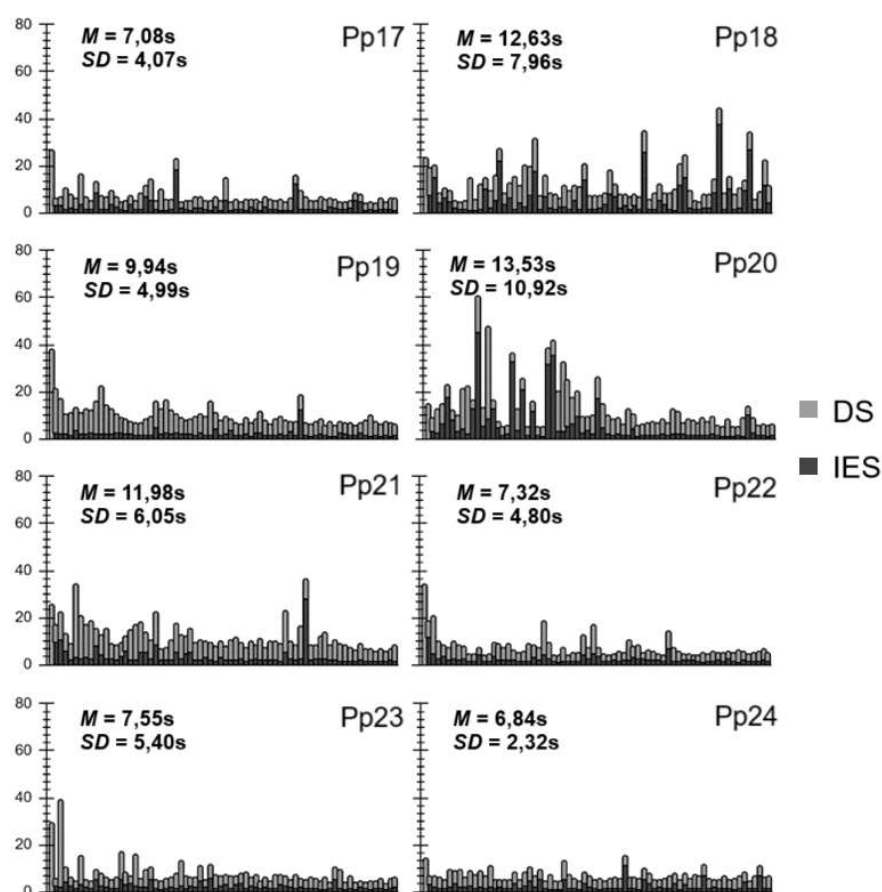 80
60
40
20
0
M = 7,08s
SD = 4,07s
Pp17
M = 12,63s
SD = 7,96s
Pp18
80
60
40
20
0
M = 9,94s
SD = 4,99s
Pp19
M = 13,53s
SD = 10,92s
Pp20
DS
IES
80
60
40
20
0
M = 11,98s
SD = 6,05s
Pp21
M = 7,32s
SD = 4,80s
Pp22
80
60
40
20
0
M = 7,55s
SD = 5,40s
Pp23
M = 6,84s
SD = 2,32s
Pp24